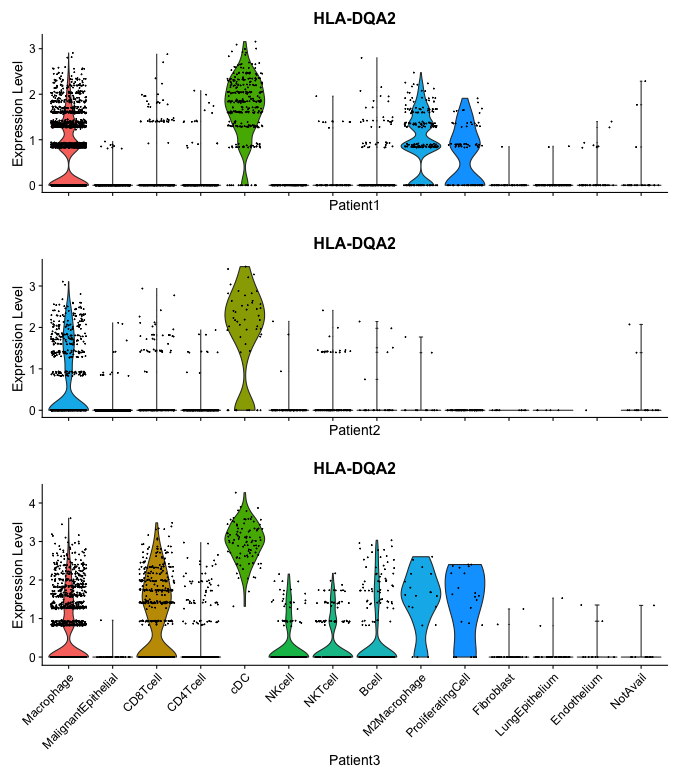 HLA-DQA2
Expression Level
3
2
1
0
Patient1
HLA-DQA2
Expression Level
3
2
1
0
Patient2
HLA-DQA2
Expression Level
4
3
2
1
0
Macrophage
MalignantEpithelial
CD8Tcell
CD4Tcell
cDC
NKcell
NKTcell
Bcell
M2Macrophage
ProliferatingCell
Fibroblast
LungEpithelium
Endothelium
NotAvail
Patient3